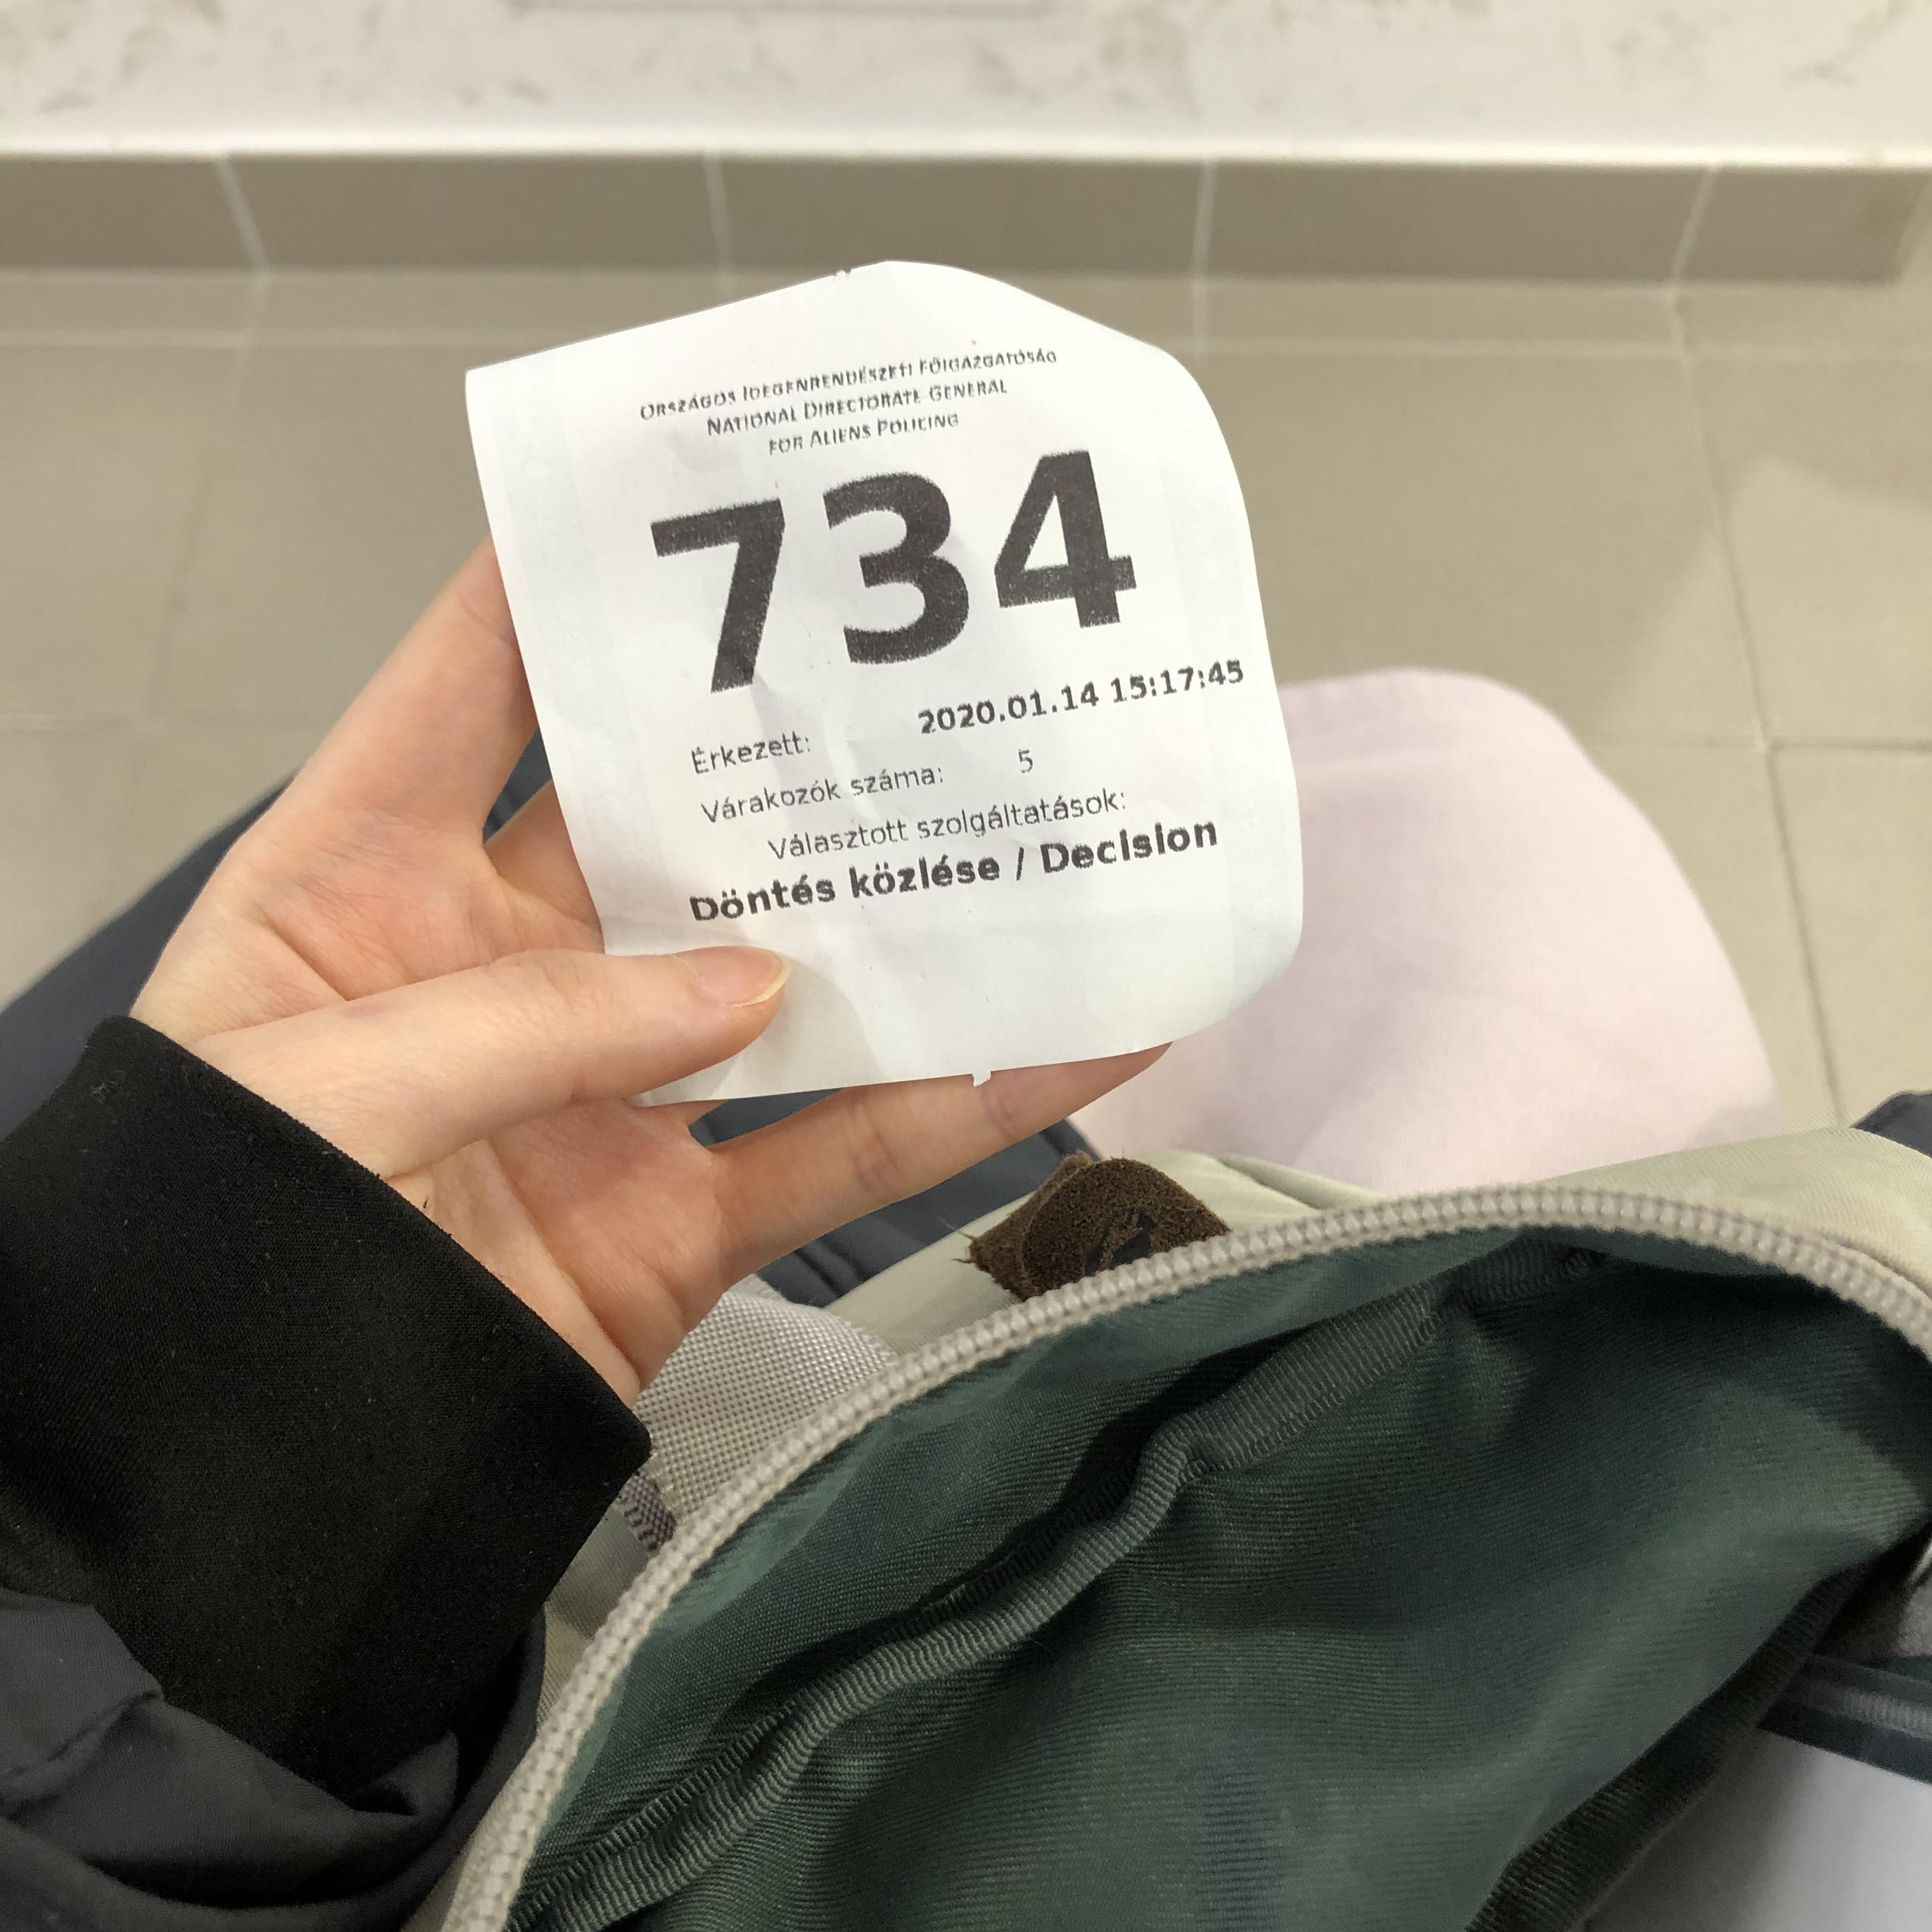 ORSZÁGOS IDEGENRENDÉSZETI FŐIGAZGATÓSÁG
NATIONAL DIRECTORATE-GENERAL
FOR ALIENS POLICING
734
Érkezett: 2020.01.14 15:17:45
Várakozók száma: 5
Választott szolgáltatások:
Döntés közlése / Decision